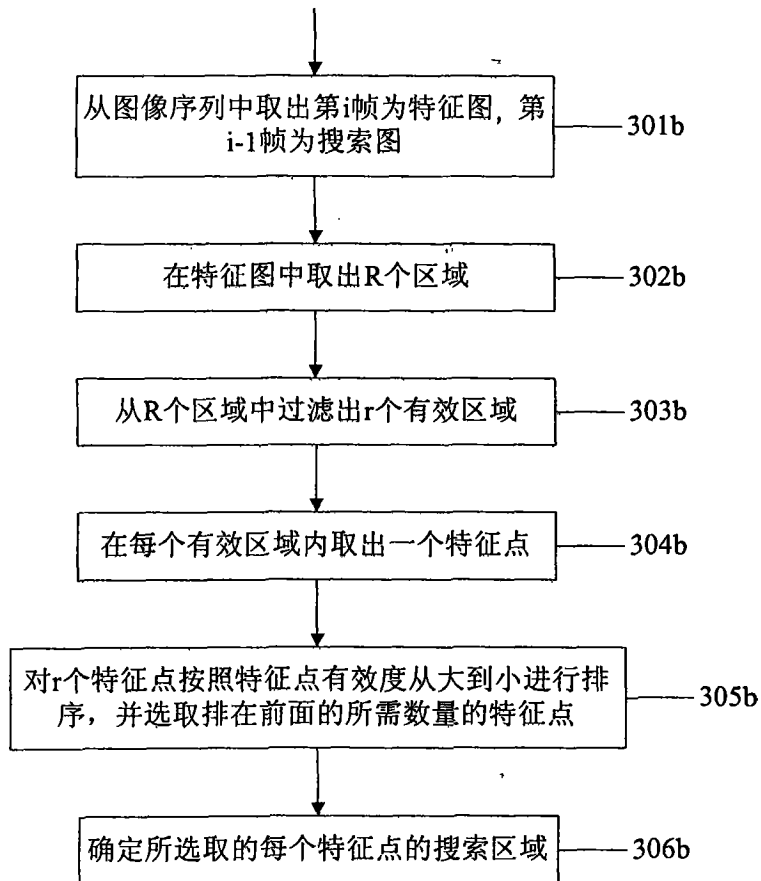 从图像序列中取出第i帧为特征图，第
i-1帧为搜索图
301b
在特征图中取出R个区域
302b
从R个区域中过滤出r个有效区域
303b
在每个有效区域内取出一个特征点
304b
对r个特征点按照特征点有效度从大到小进行排
序，并选取排在前面的所需数量的特征点
305b
确定所选取的每个特征点的搜索区域
306b